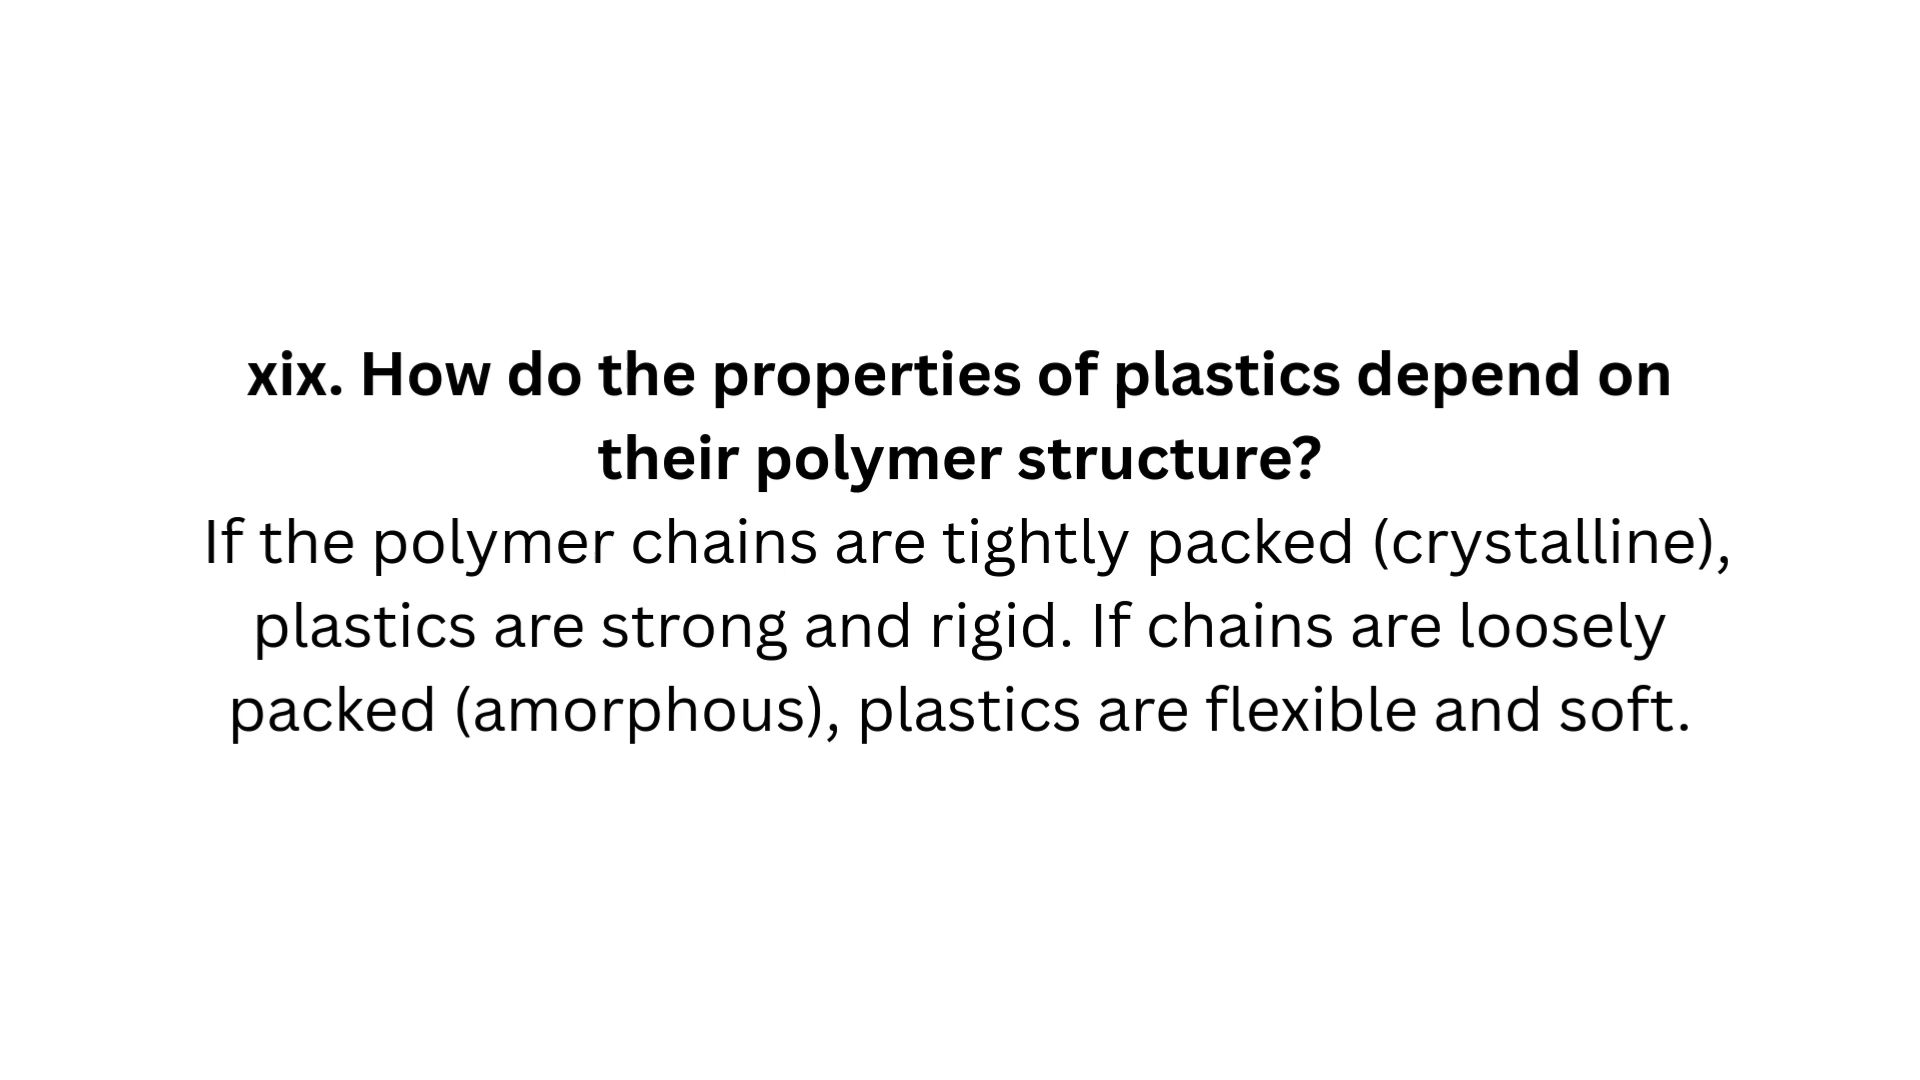 xix. How do the properties of plastics depend on
their polymer structure?
If the polymer chains are tightly packed (crystalline),
plastics are strong and rigid. If chains are loosely
packed (amorphous), plastics are flexible and soft.